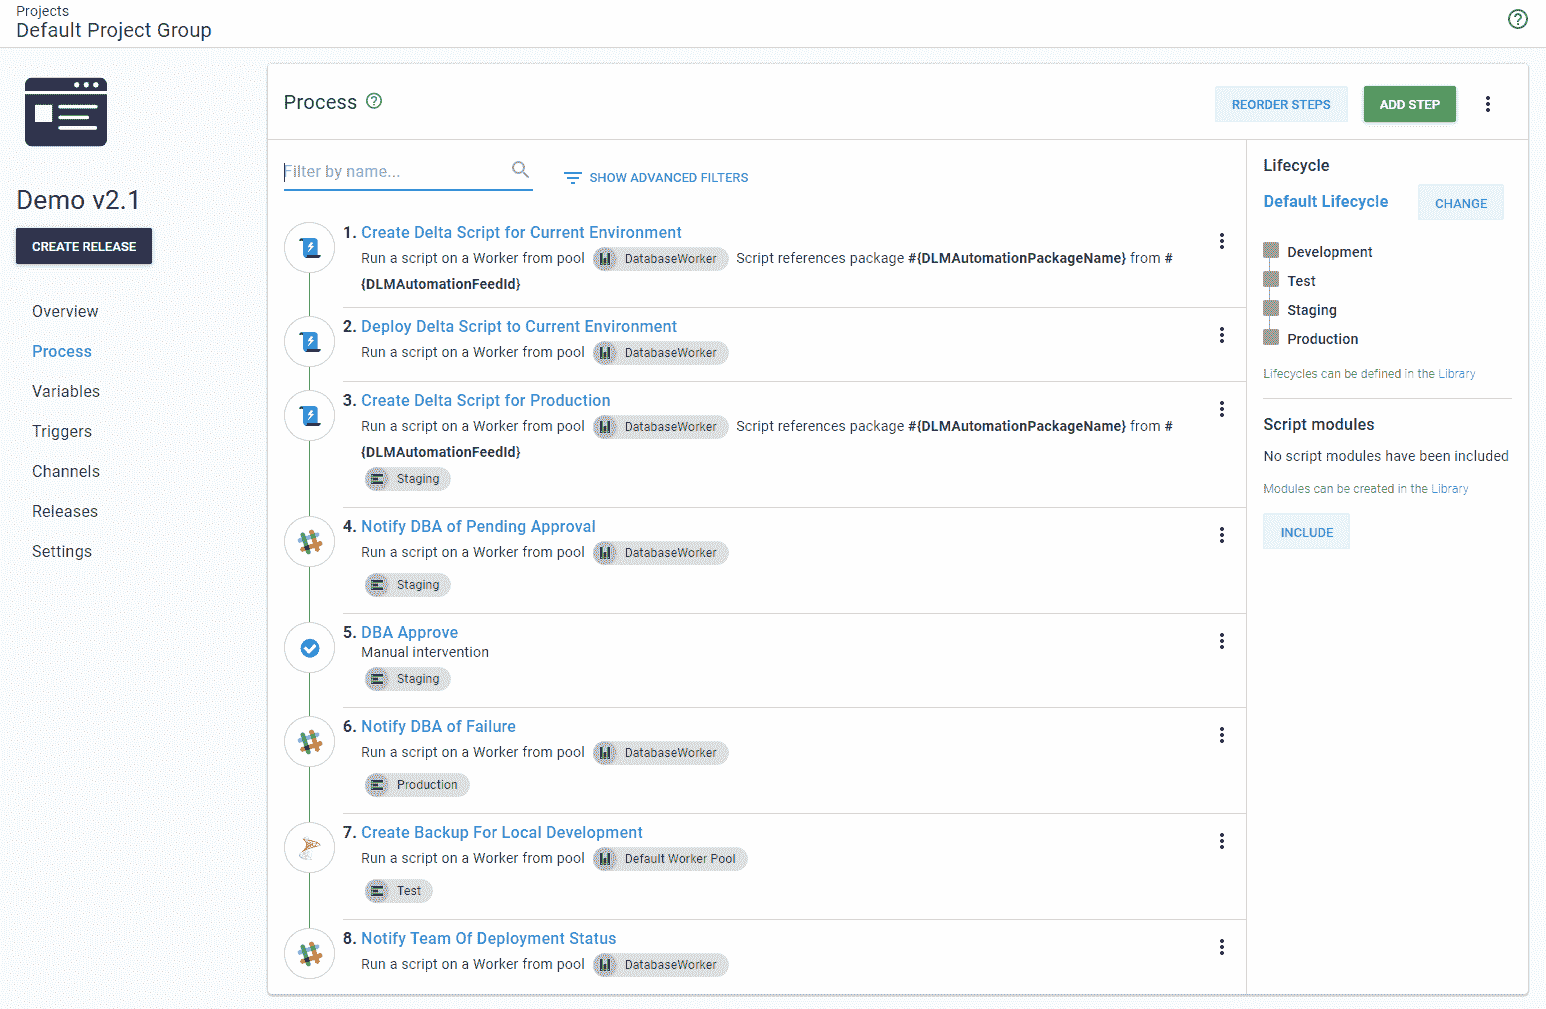 Projects
Default Project Group
Demo v2.1
CREATE RELEASE
Overview
Process
Variables
Triggers
Channels
Releases
Settings
Process
REORDER STEPS
ADD STEP
Filter by name...
SHOW ADVANCED FILTERS
1. Create Delta Script for Current Environment
Run a script on a Worker from pool DatabaseWorker Script references package #{DLMAutomationPackageName} from #
{DLMAutomationFeedId}
2. Deploy Delta Script to Current Environment
Run a script on a Worker from pool DatabaseWorker
3. Create Delta Script for Production
Run a script on a Worker from pool DatabaseWorker Script references package #{DLMAutomationPackageName} from #
{DLMAutomationFeedId}
Staging
4. Notify DBA of Pending Approval
Run a script on a Worker from pool DatabaseWorker
Staging
5. DBA Approve
Manual intervention
Staging
6. Notify DBA of Failure
Run a script on a Worker from pool DatabaseWorker
Production
7. Create Backup For Local Development
Run a script on a Worker from pool Default Worker Pool
Test
8. Notify Team Of Deployment Status
Run a script on a Worker from pool DatabaseWorker
Lifecycle
Default Lifecycle
CHANGE
Development
Test
Staging
Production
Lifecycles can be defined in the Library
Script modules
No script modules have been included
Modules can be created in the Library
INCLUDE